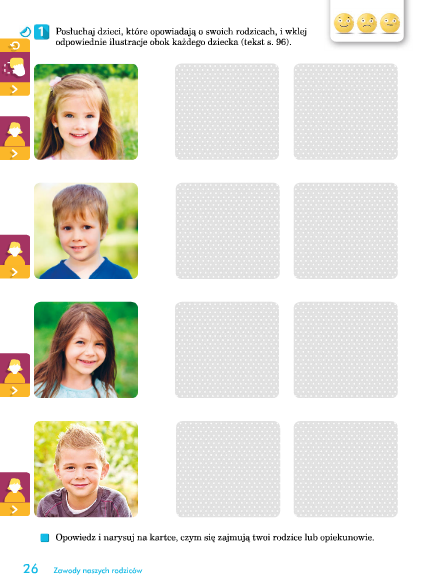 1 Posłuchaj dzieci, które opowiadają o swoich rodzicach, i wklej
odpowiednie ilustracje obok każdego dziecka (tekst s. 96).
Opowiedz i narysuj na kartce, czym się zajmują twoi rodzice lub opiekunowie.
26 Zawody naszych rodziców